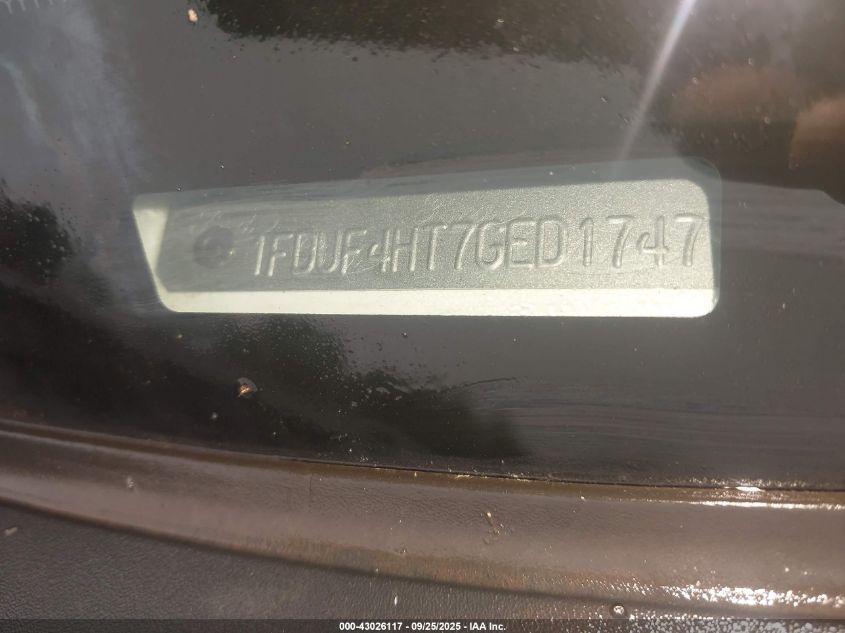 1FDUF4HT7GED1747
000-43026117 - 09/25/2025 - IAA Inc.